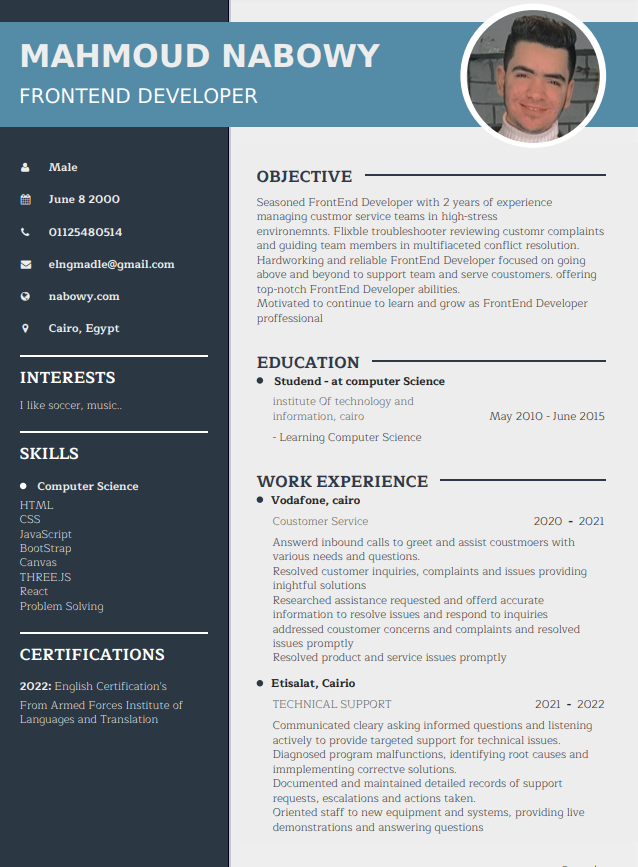 MAHMOUD NABOWY
FRONTEND DEVELOPER
Male
June 8 2000
01125480514
elngmadle@gmail.com
nabowy.com
Cairo, Egypt
INTERESTS
I like soccer, music..
SKILLS
Computer Science
HTML
CSS
JavaScript
BootStrap
Canvas
THREE.JS
React
Problem Solving
CERTIFICATIONS
2022: English Certification's
From Armed Forces Institute of
Languages and Translation
OBJECTIVE
Seasoned FrontEnd Developer with 2 years of experience
managing custmor service teams in high-stress
environemnts. Flixble troubleshooter reviewing customr complaints
and guiding team members in multifiaceted conflict resolution.
Hardworking and reliable FrontEnd Developer focused on going
above and beyond to support team and serve coustomers. offering
top-notch FrontEnd Developer abilities.
Motivated to continue to learn and grow as FrontEnd Developer
proffessional
EDUCATION
Studend - at computer Science
institute Of technology and
information, cairo May 2010 - June 2015
- Learning Computer Science
WORK EXPERIENCE
Vodafone, cairo
Coustomer Service 2020 - 2021
Answerd inbound calls to greet and assist coustmoers with
various needs and questions.
Resolved customer inquiries, complaints and issues providing
inightful solutions
Researched assistance requested and offerd accurate
information to resolve issues and respond to inquiries
addressed coustomer concerns and complaints and resolved
issues promptly
Resolved product and service issues promptly
Etisalat, Cairio
TECHNICAL SUPPORT 2021 - 2022
Communicated cleary asking informed questions and listening
actively to provide targeted support for technical issues.
Diagnosed program malfunctions, identifying root causes and
immplementing correctve solutions.
Documented and maintained detailed records of support
requests, escalations and actions taken.
Oriented staff to new equipment and systems, providing live
demonstrations and answering questions